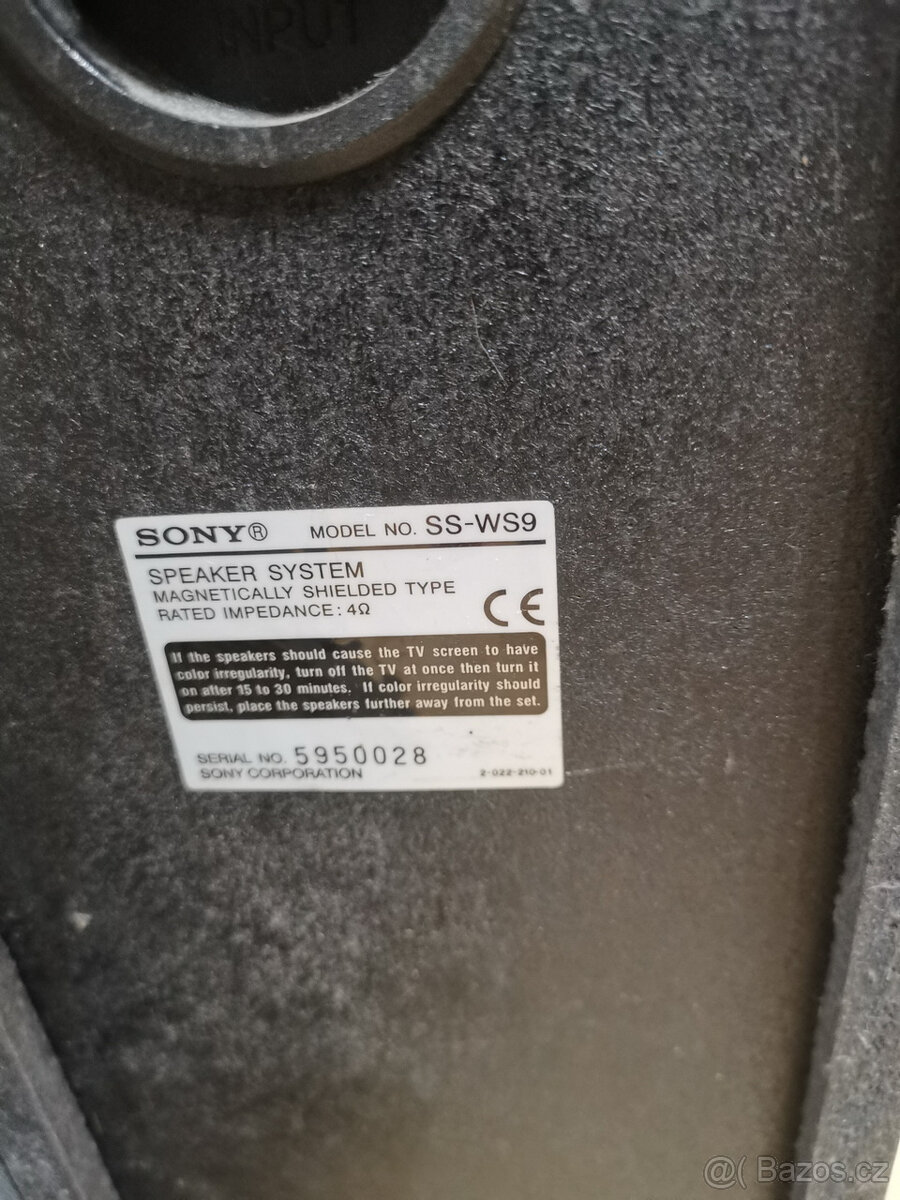 INPUT
SONY® MODEL NO. SS-WS9
SPEAKER SYSTEM
MAGNETICALLY SHIELDED TYPE
RATED IMPEDANCE: 4Ω
CE
If the speakers should cause the TV screen to have
color irregularity, turn off the TV at once then turn it
on after 15 to 30 minutes. If color irregularity should
persist, place the speakers further away from the set.
SERIAL NO. 5950028
SONY CORPORATION 2-022-210-01
@( Bazos.cz